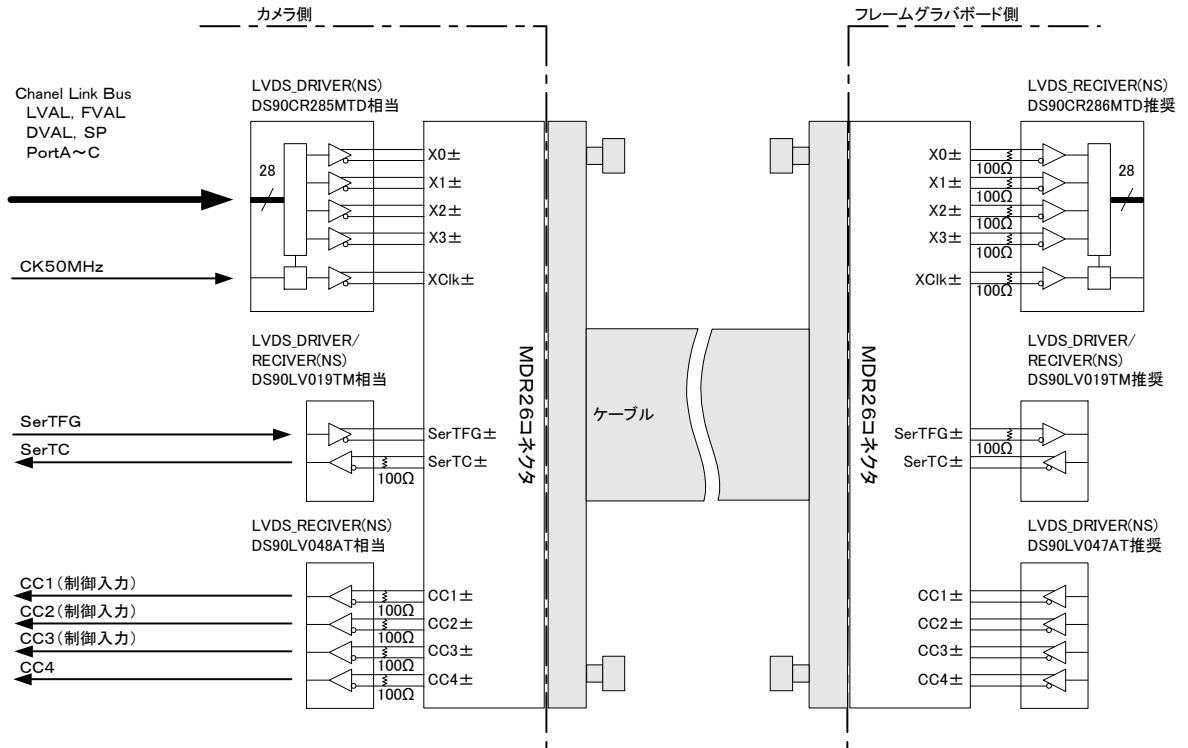 カメラ側
フレームグラバボード側
Chanel Link Bus
LVAL, FVAL
DVAL, SP
PortA～C
LVDS_DRIVER(NS)
DS90CR285MTD相当
28
X0±
X1±
X2±
X3±
XClk±
CK50MHz
LVDS_DRIVER/
RECIVER(NS)
DS90LV019TM相当
SerTFG
SerTC
SerTFG±
SerTC±
100Ω
LVDS_RECIVER(NS)
DS90LV048AT相当
CC1（制御入力）
CC2（制御入力）
CC3（制御入力）
CC4
CC1±
100Ω
CC2±
100Ω
CC3±
100Ω
CC4±
100Ω
MDR26コネクタ
ケーブル
MDR26コネクタ
LVDS_RECIVER(NS)
DS90CR286MTD推奨
28
X0±
100Ω
X1±
100Ω
X2±
100Ω
X3±
100Ω
XClk±
100Ω
LVDS_DRIVER/
RECIVER(NS)
DS90LV019TM推奨
SerTFG±
100Ω
SerTC±
LVDS_DRIVER(NS)
DS90LV047AT推奨
CC1±
CC2±
CC3±
CC4±